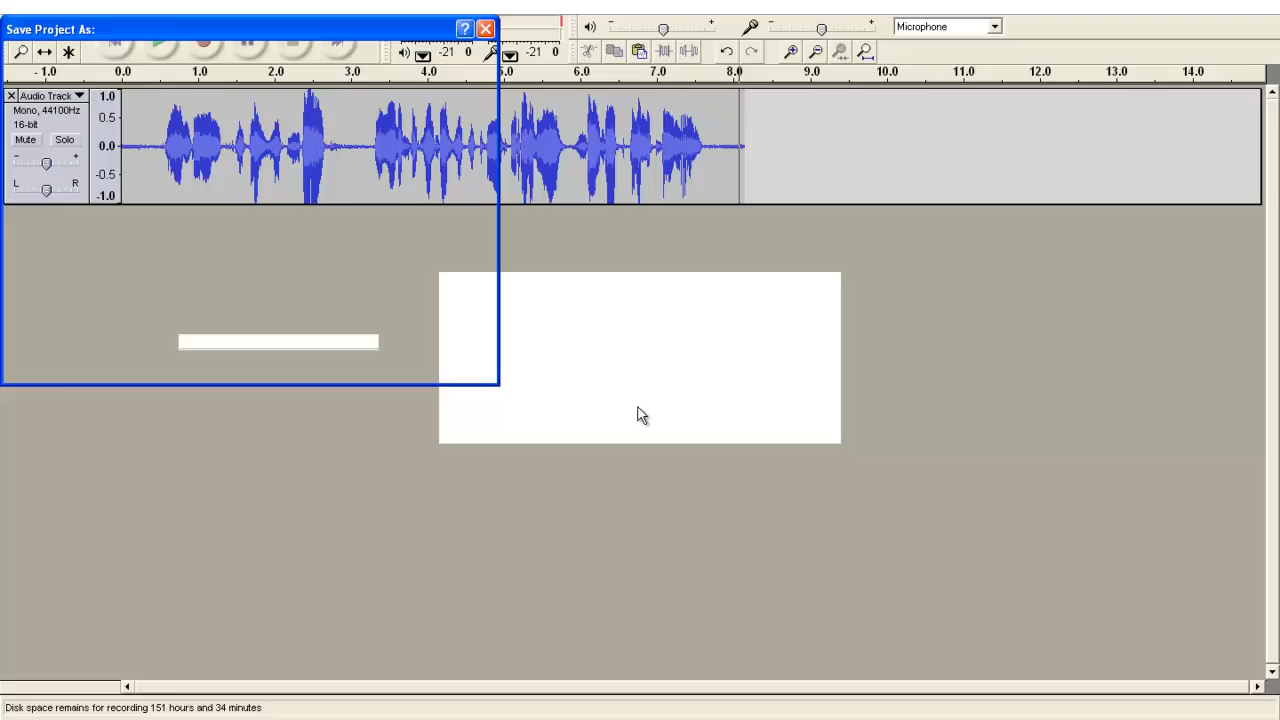 Save Project As:
Microphone
-21 0 -21 0
- 1.0 0.0 1.0 2.0 3.0 4.0 5.0 6.0 7.0 8.0 9.0 10.0 11.0 12.0 13.0 14.0
Audio Track
Mono, 44100Hz
16-bit
Mute Solo
L R
1.0
0.5
0.0
-0.5
-1.0
Disk space remains for recording 151 hours and 34 minutes